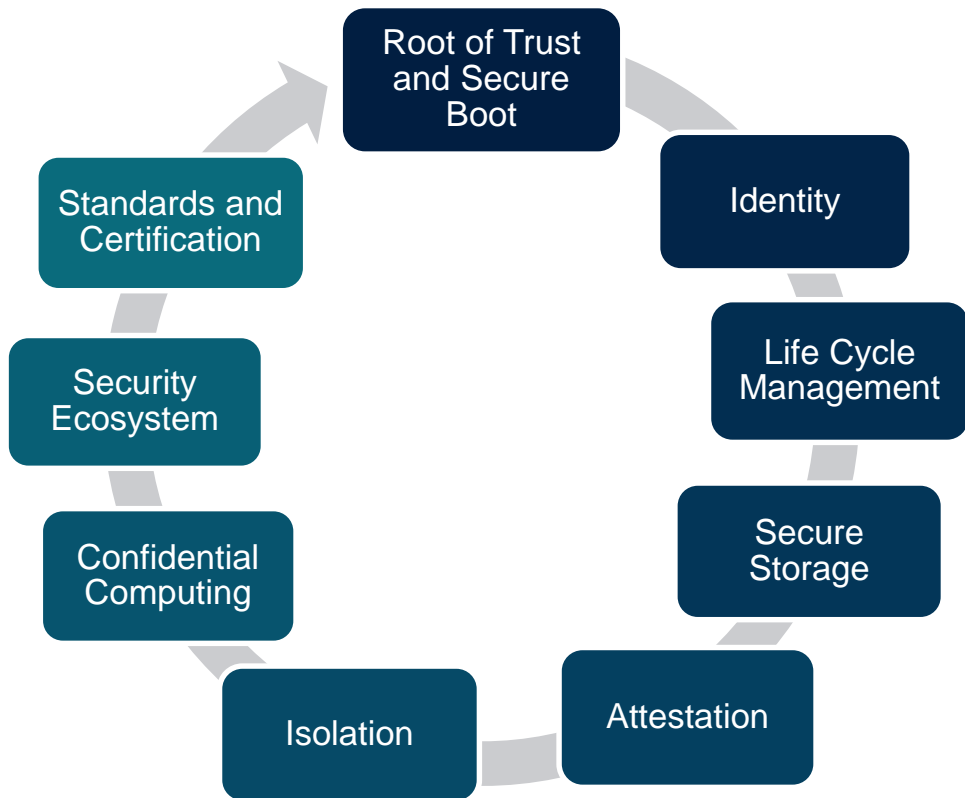 Root of Trust
and Secure
Boot
Identity
Life Cycle
Management
Secure
Storage
Attestation
Isolation
Confidential
Computing
Security
Ecosystem
Standards and
Certification